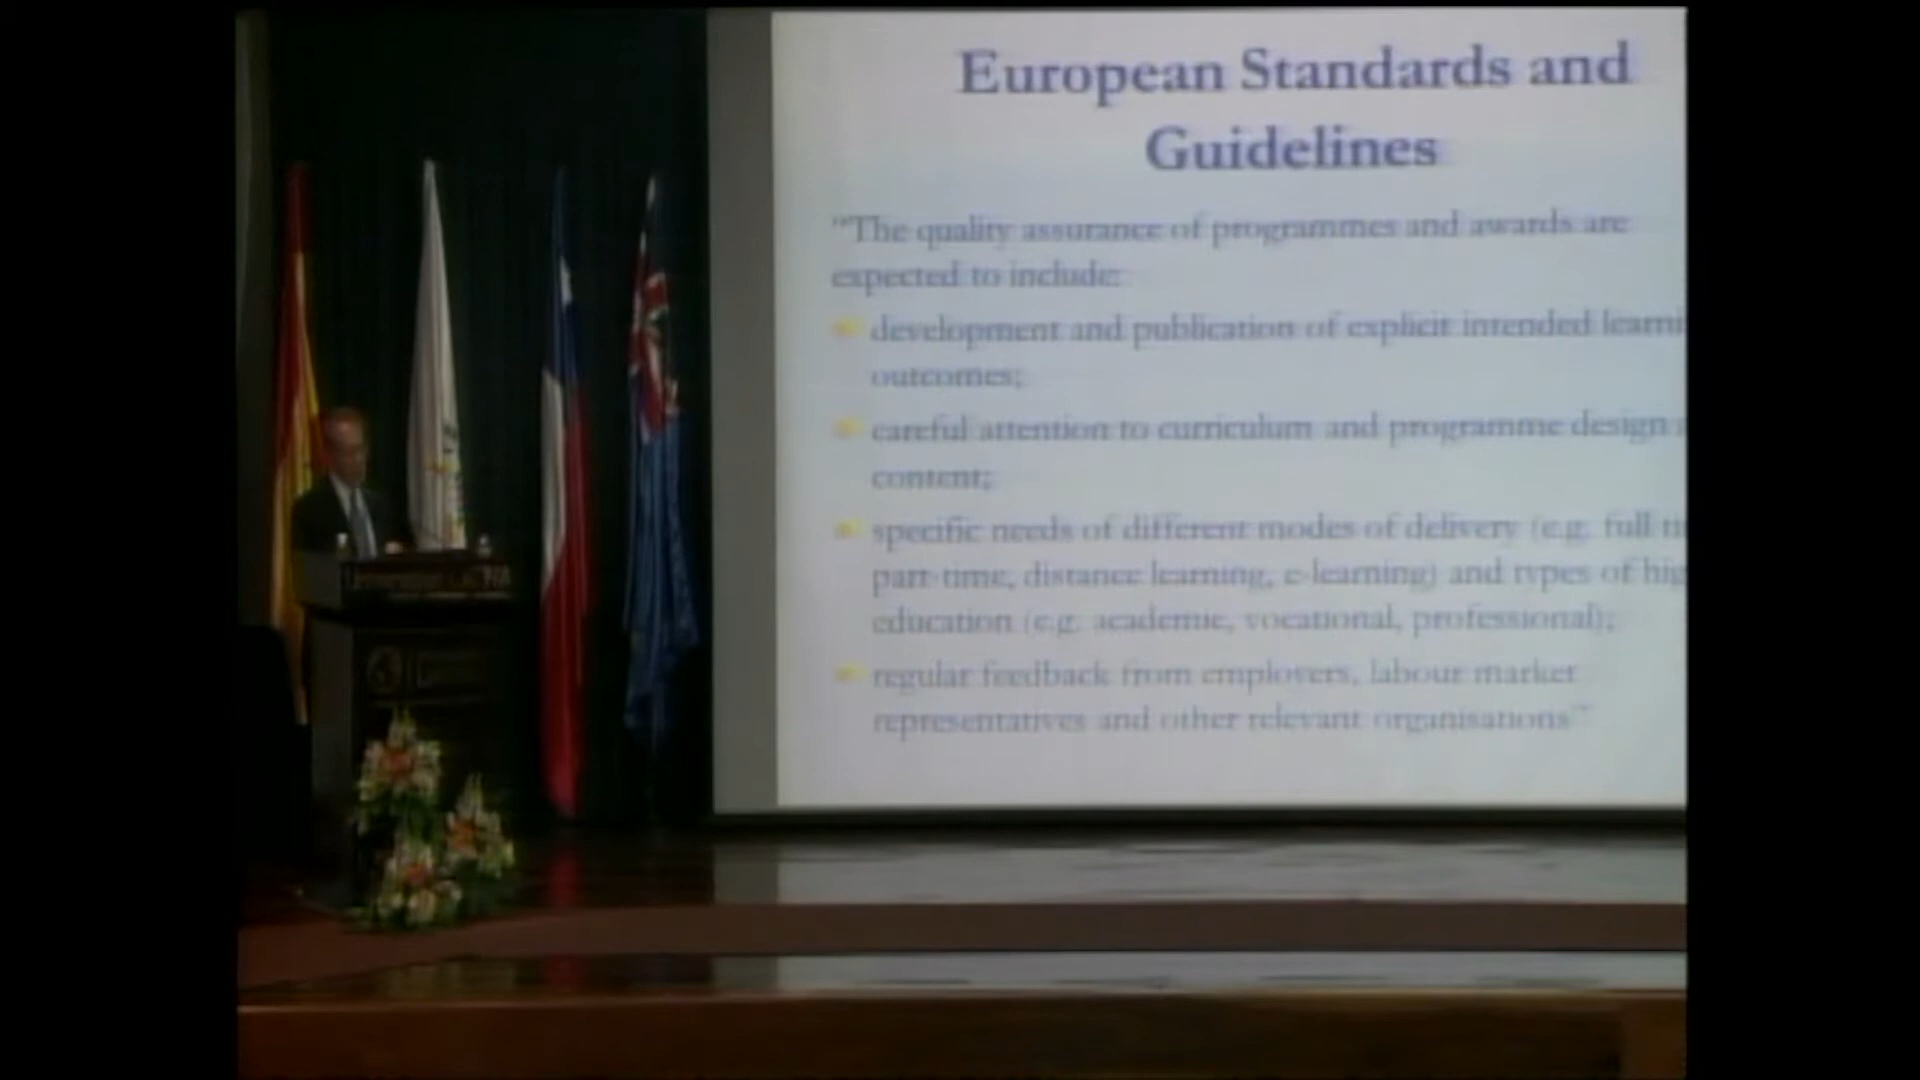 European Standards and
Guidelines
"The quality assurance of programmes and awards are
expected to include:
development and publication of explicit intended learni
outcomes;
careful attention to curriculum and programme design
content;
specific needs of different modes of delivery (e.g. full ti
part-time, distance learning, e-learning) and types of hig
education (e.g. academic, vocational, professional);
regular feedback from employers, labour market
representatives and other relevant organisations"